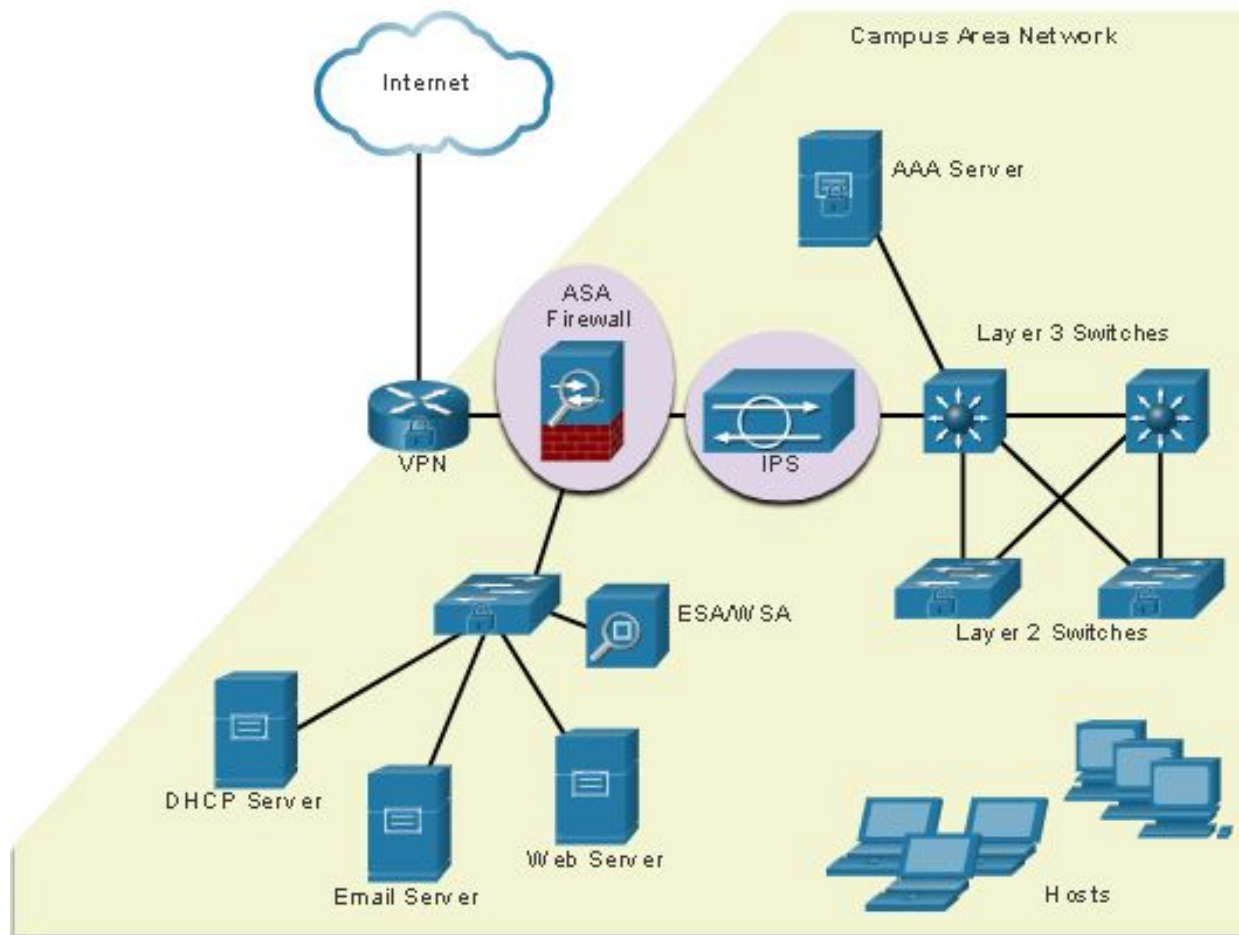 Campus Area Network
Internet
AAA Server
ASA
Firewall
Layer 3 Switches
VPN
IPS
ESA/WSA
Layer 2 Switches
DHCP Server
Email Server
Web Server
Hosts